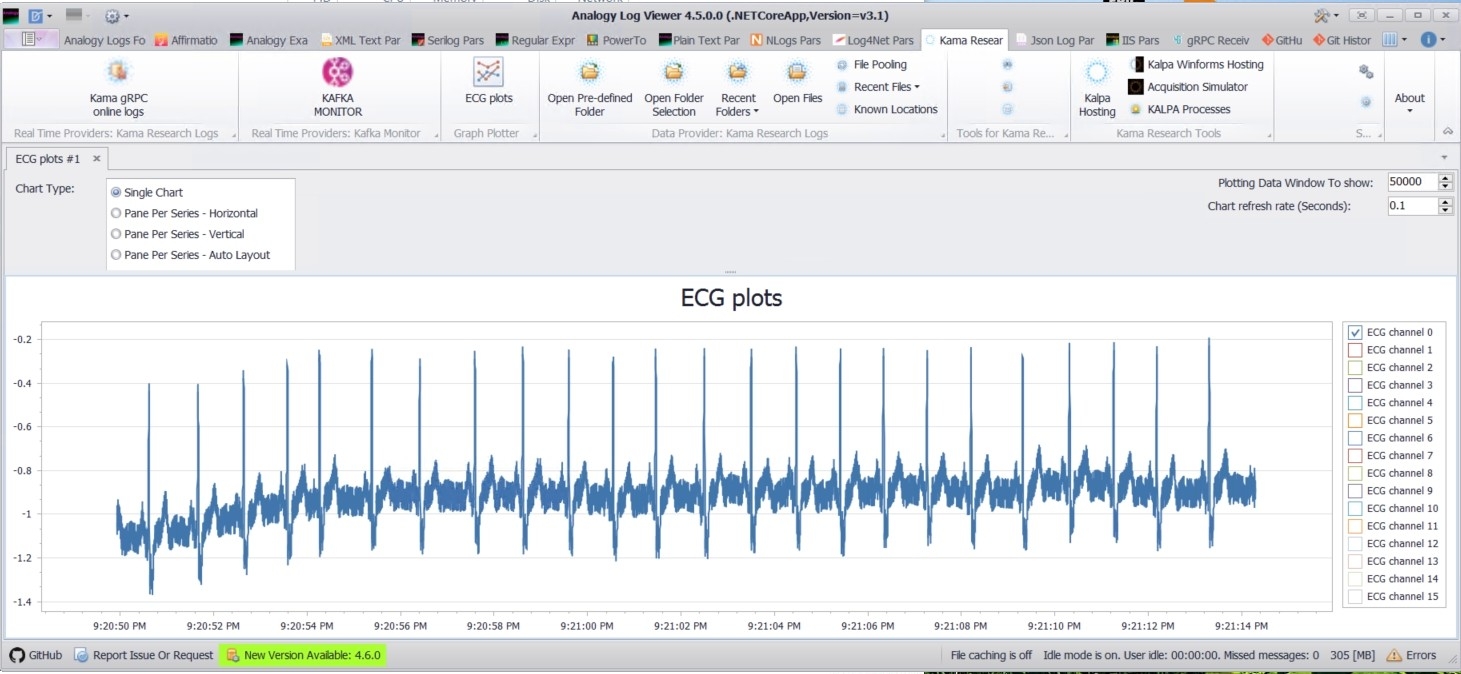 Analogy Log Viewer 4.5.0.0 (.NETCoreApp,Version=v3.1)
Analogy Logs Fo Affirmatio Analogy Exa XML Text Par Serilog Pars Regular Expr PowerTo Plain Text Par NLogs Pars Log4Net Pars Kama Resear Json Log Par IIS Pars gRPC Receiv GitHu Git Histor
Kama gRPC
online logs
KAFKA
MONITOR
ECG plots
Open Pre-defined
Folder
Open Folder
Selection
Recent
Folders
Open Files
File Pooling
Recent Files
Known Locations
Kalpa
Hosting
Kalpa Winforms Hosting
Acquisition Simulator
KALPA Processes
About
Real Time Providers: Kama Research Logs
Real Time Providers: Kafka Monitor
Graph Plotter
Data Provider: Kama Research Logs
Tools for Kama Re...
Kama Research Tools
S...
ECG plots #1
Chart Type:
Single Chart
Pane Per Series - Horizontal
Pane Per Series - Vertical
Pane Per Series - Auto Layout
Plotting Data Window To show: 50000
Chart refresh rate (Seconds): 0.1
ECG plots
-0.2
-0.4
-0.6
-0.8
-1
-1.2
-1.4
9:20:50 PM 9:20:52 PM 9:20:54 PM 9:20:56 PM 9:20:58 PM 9:21:00 PM 9:21:02 PM 9:21:04 PM 9:21:06 PM 9:21:08 PM 9:21:10 PM 9:21:12 PM 9:21:14 PM
ECG channel 0
ECG channel 1
ECG channel 2
ECG channel 3
ECG channel 4
ECG channel 5
ECG channel 6
ECG channel 7
ECG channel 8
ECG channel 9
ECG channel 10
ECG channel 11
ECG channel 12
ECG channel 13
ECG channel 14
ECG channel 15
GitHub Report Issue Or Request New Version Available: 4.6.0 File caching is off Idle mode is on. User idle: 00:00:00. Missed messages: 0 305 [MB] Errors